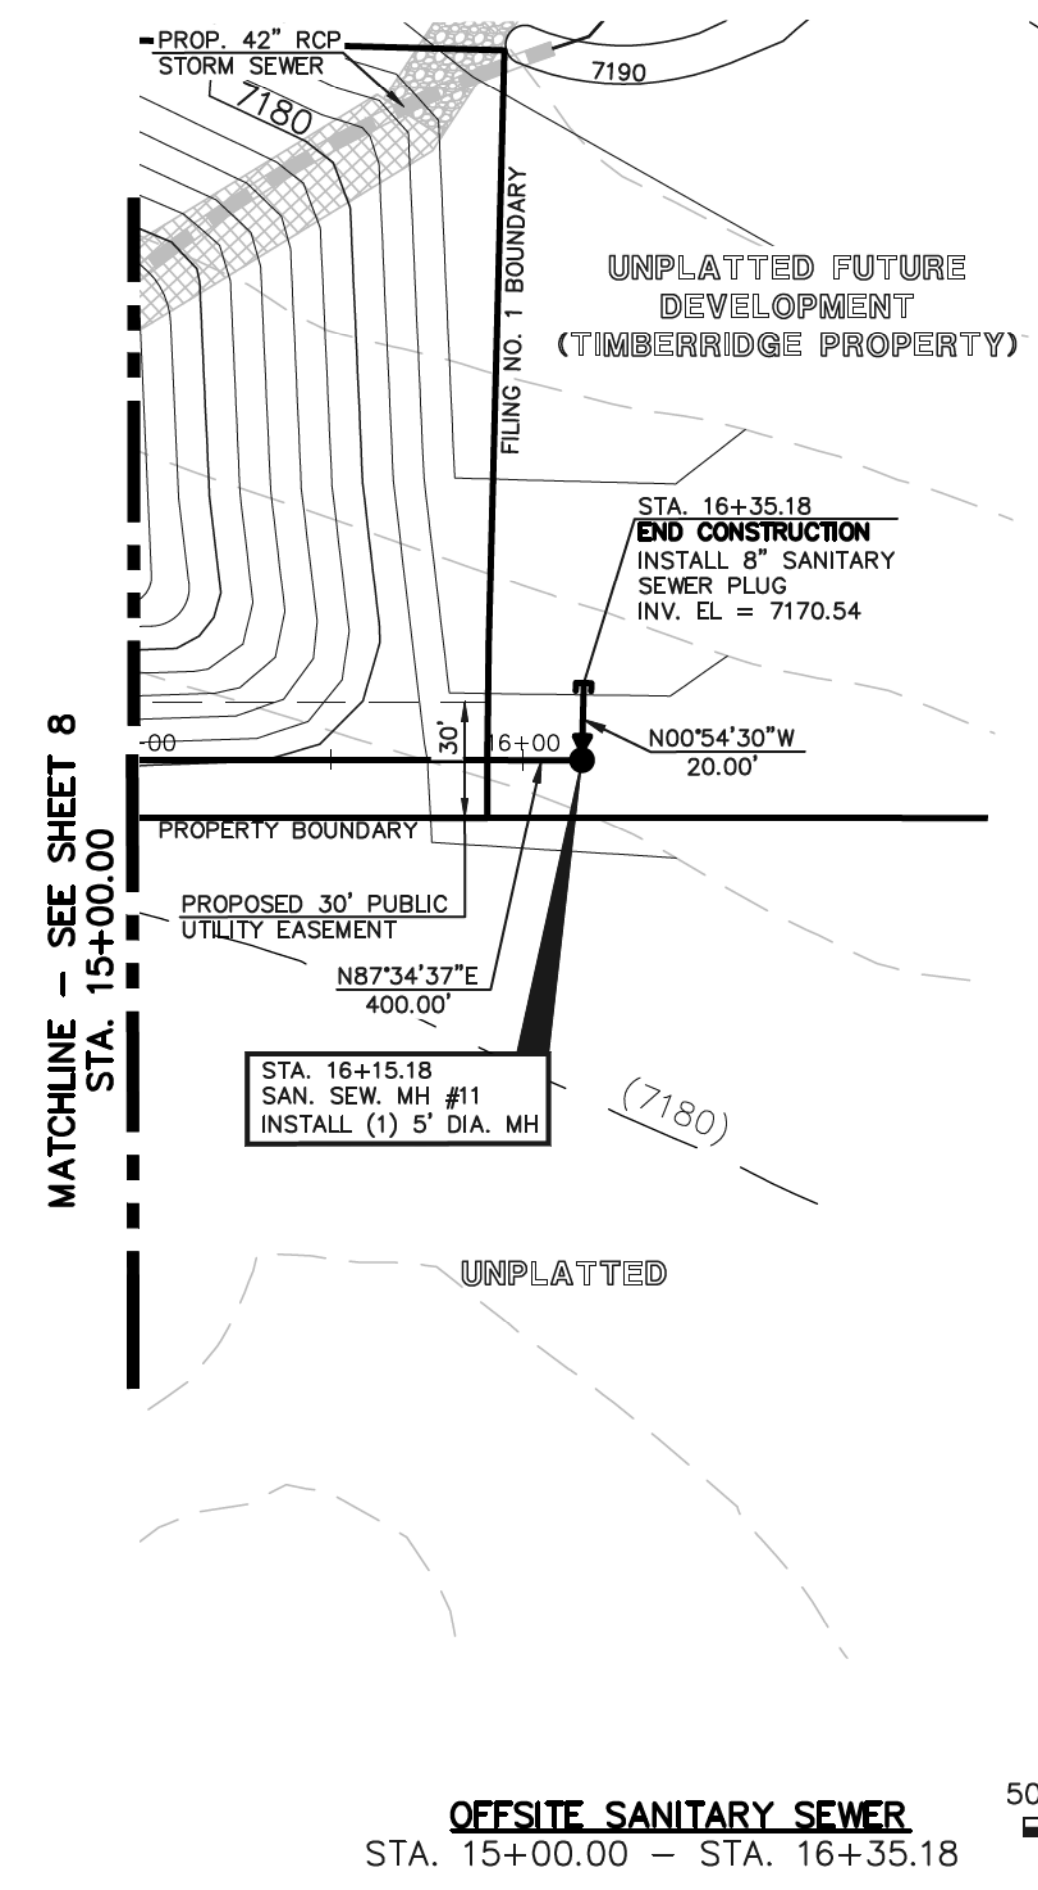 PROP. 42" RCP
STORM SEWER
7180
7190
FILING NO. 1 BOUNDARY
UNPLATTED FUTURE
DEVELOPMENT
(TIMBERRIDGE PROPERTY)
STA. 16+35.18
END CONSTRUCTION
INSTALL 8" SANITARY
SEWER PLUG
INV. EL = 7170.54
-00
30'
16+00
N00°54'30"W
20.00'
PROPERTY BOUNDARY
MATCHLINE - SEE SHEET 8
STA. 15+00.00
PROPOSED 30' PUBLIC
UTILITY EASEMENT
N87°34'37"E
400.00'
STA. 16+15.18
SAN. SEW. MH #11
INSTALL (1) 5' DIA. MH
(7180)
UNPLATTED
50
OFFSITE SANITARY SEWER
STA. 15+00.00 - STA. 16+35.18